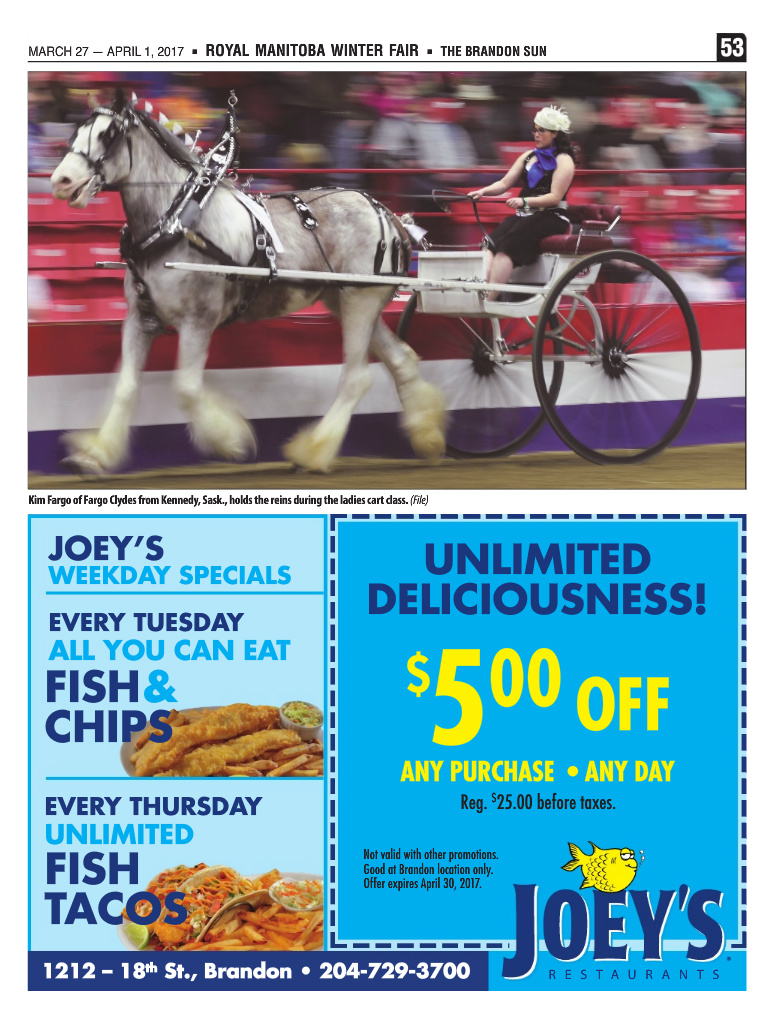 MARCH 27 — APRIL 1, 2017 ▪ ROYAL MANITOBA WINTER FAIR ▪ THE BRANDON SUN
53
Kim Fargo of Fargo Clydes from Kennedy, Sask., holds the reins during the ladies cart class. (File)
JOEY'S
WEEKDAY SPECIALS
EVERY TUESDAY
ALL YOU CAN EAT
FISH &
CHIPS
EVERY THURSDAY
UNLIMITED
FISH
TACOS
UNLIMITED
DELICIOUSNESS!
$5 00 OFF
ANY PURCHASE • ANY DAY
Reg. $25.00 before taxes.
Not valid with other promotions.
Good at Brandon location only.
Offer expires April 30, 2017.
JOEY'S
RESTAURANTS
1212 – 18th St., Brandon • 204-729-3700